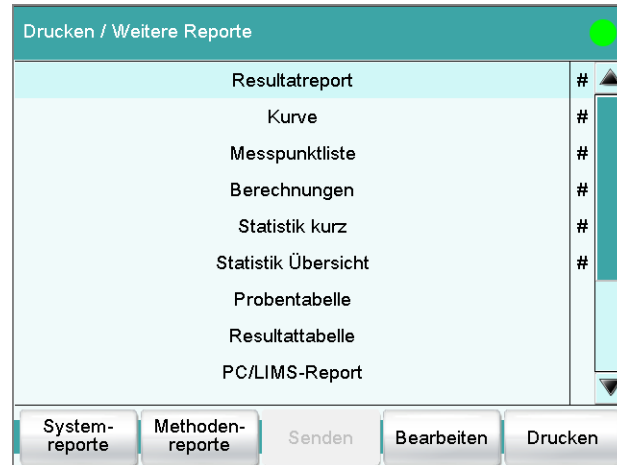 Drucken / Weitere Reporte
Resultatreport #
Kurve #
Messpunktliste #
Berechnungen #
Statistik kurz #
Statistik Übersicht #
Probentabelle
Resultattabelle
PC/LIMS-Report
System-
reporte
Methoden-
reporte
Senden
Bearbeiten
Drucken